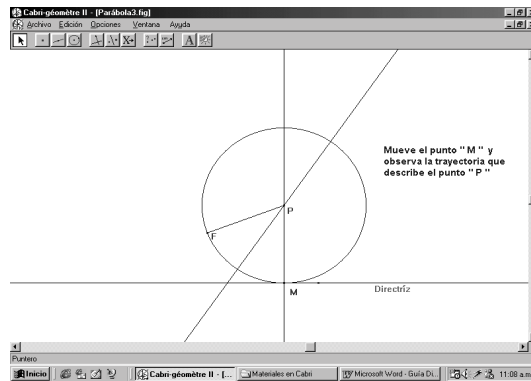 Cabri-géomètre II - [Parábola3.fig]
Archivo Edición Opciones Ventana Ayuda
Mueve el punto "M" y
observa la trayectoria que
describe el punto "P"
P
F
M
Directríz
Puntero
Inicio Cabri-géomètre II - [... Materiales en Cabri Microsoft Word - Guía Di... 11:08 a.m